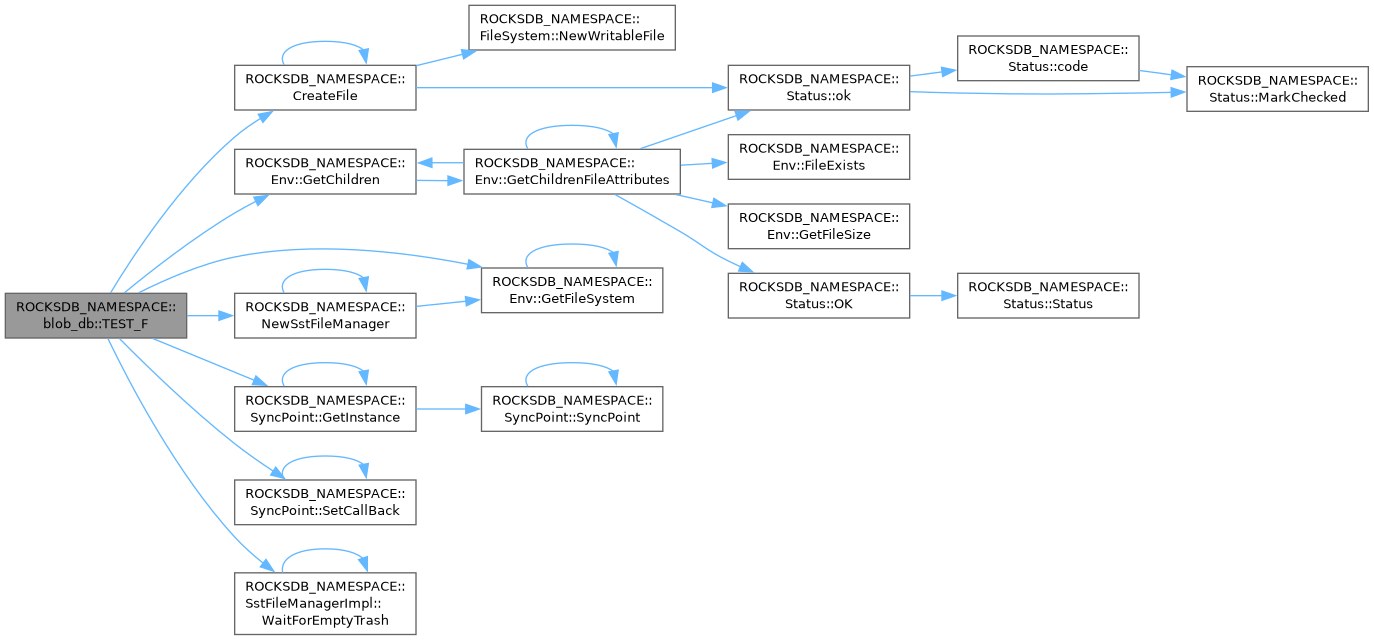 ROCKSDB_NAMESPACE::
blob_db::TEST_F
ROCKSDB_NAMESPACE::
CreateFile
ROCKSDB_NAMESPACE::
FileSystem::NewWritableFile
ROCKSDB_NAMESPACE::
Status::ok
ROCKSDB_NAMESPACE::
Status::code
ROCKSDB_NAMESPACE::
Status::MarkChecked
ROCKSDB_NAMESPACE::
Env::GetChildren
ROCKSDB_NAMESPACE::
Env::GetChildrenFileAttributes
ROCKSDB_NAMESPACE::
Env::FileExists
ROCKSDB_NAMESPACE::
Env::GetFileSize
ROCKSDB_NAMESPACE::
Status::OK
ROCKSDB_NAMESPACE::
Status::Status
ROCKSDB_NAMESPACE::
Env::GetFileSystem
ROCKSDB_NAMESPACE::
NewSstFileManager
ROCKSDB_NAMESPACE::
SyncPoint::GetInstance
ROCKSDB_NAMESPACE::
SyncPoint::SyncPoint
ROCKSDB_NAMESPACE::
SyncPoint::SetCallBack
ROCKSDB_NAMESPACE::
SstFileManagerImpl::
WaitForEmptyTrash